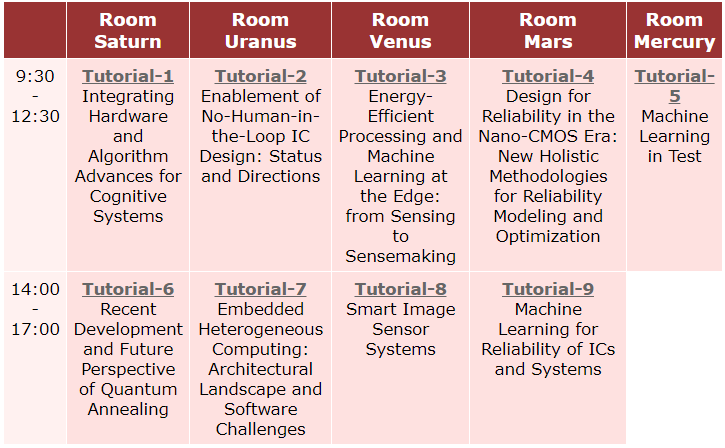 Room
Saturn
Room
Uranus
Room
Venus
Room
Mars
Room
Mercury
9:30
-
12:30
Tutorial-1
Integrating
Hardware
and
Algorithm
Advances for
Cognitive
Systems
Tutorial-2
Enablement of
No-Human-in-
the-Loop IC
Design: Status
and Directions
Tutorial-3
Energy-
Efficient
Processing and
Machine
Learning at
the Edge:
from Sensing
to
Sensemaking
Tutorial-4
Design for
Reliability in the
Nano-CMOS Era:
New Holistic
Methodologies
for Reliability
Modeling and
Optimization
Tutorial-
5
Machine
Learning
in Test
14:00
-
17:00
Tutorial-6
Recent
Development
and Future
Perspective
of Quantum
Annealing
Tutorial-7
Embedded
Heterogeneous
Computing:
Architectural
Landscape and
Software
Challenges
Tutorial-8
Smart Image
Sensor
Systems
Tutorial-9
Machine
Learning for
Reliability of ICs
and Systems